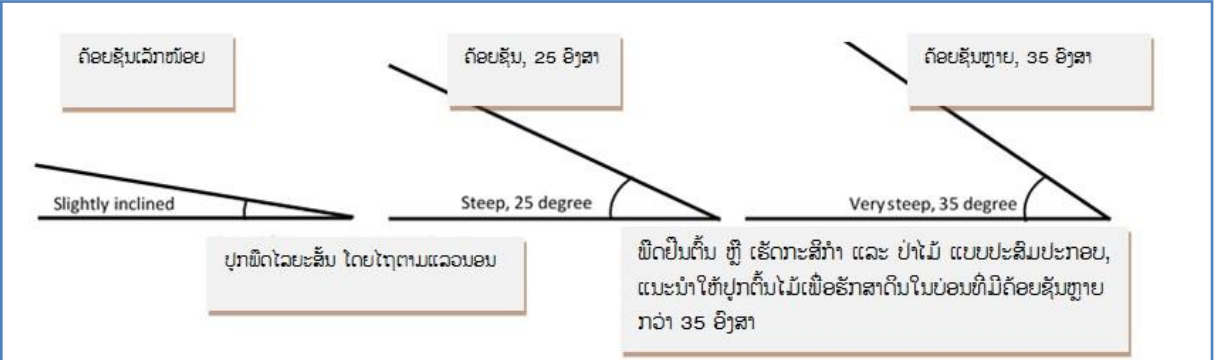 ຄ້ອຍຊັນເລັກໜ້ອຍ
ຄ້ອຍຊັນ, 25 ອົງສາ
ຄ້ອຍຊັນຫຼາຍ, 35 ອົງສາ
Slightly inclined
Steep, 25 degree
Very steep, 35 degree
ປູກພືດໄລຍະສັ້ນ ໂດຍໄຖຕາມແລວນອນ
ພືດຢືນຕົ້ນ ຫຼື ເຮັດກະສິກຳ ແລະ ປ່າໄມ້ ແບບປະສົມປະກອບ,
ແນະນຳໃຫ້ປູກຕົ້ນໄມ້ເພື່ອຮັກສາດິນໃນບ່ອນທີ່ມີຄ້ອຍຊັນຫຼາຍ
ກວ່າ 35 ອົງສາ